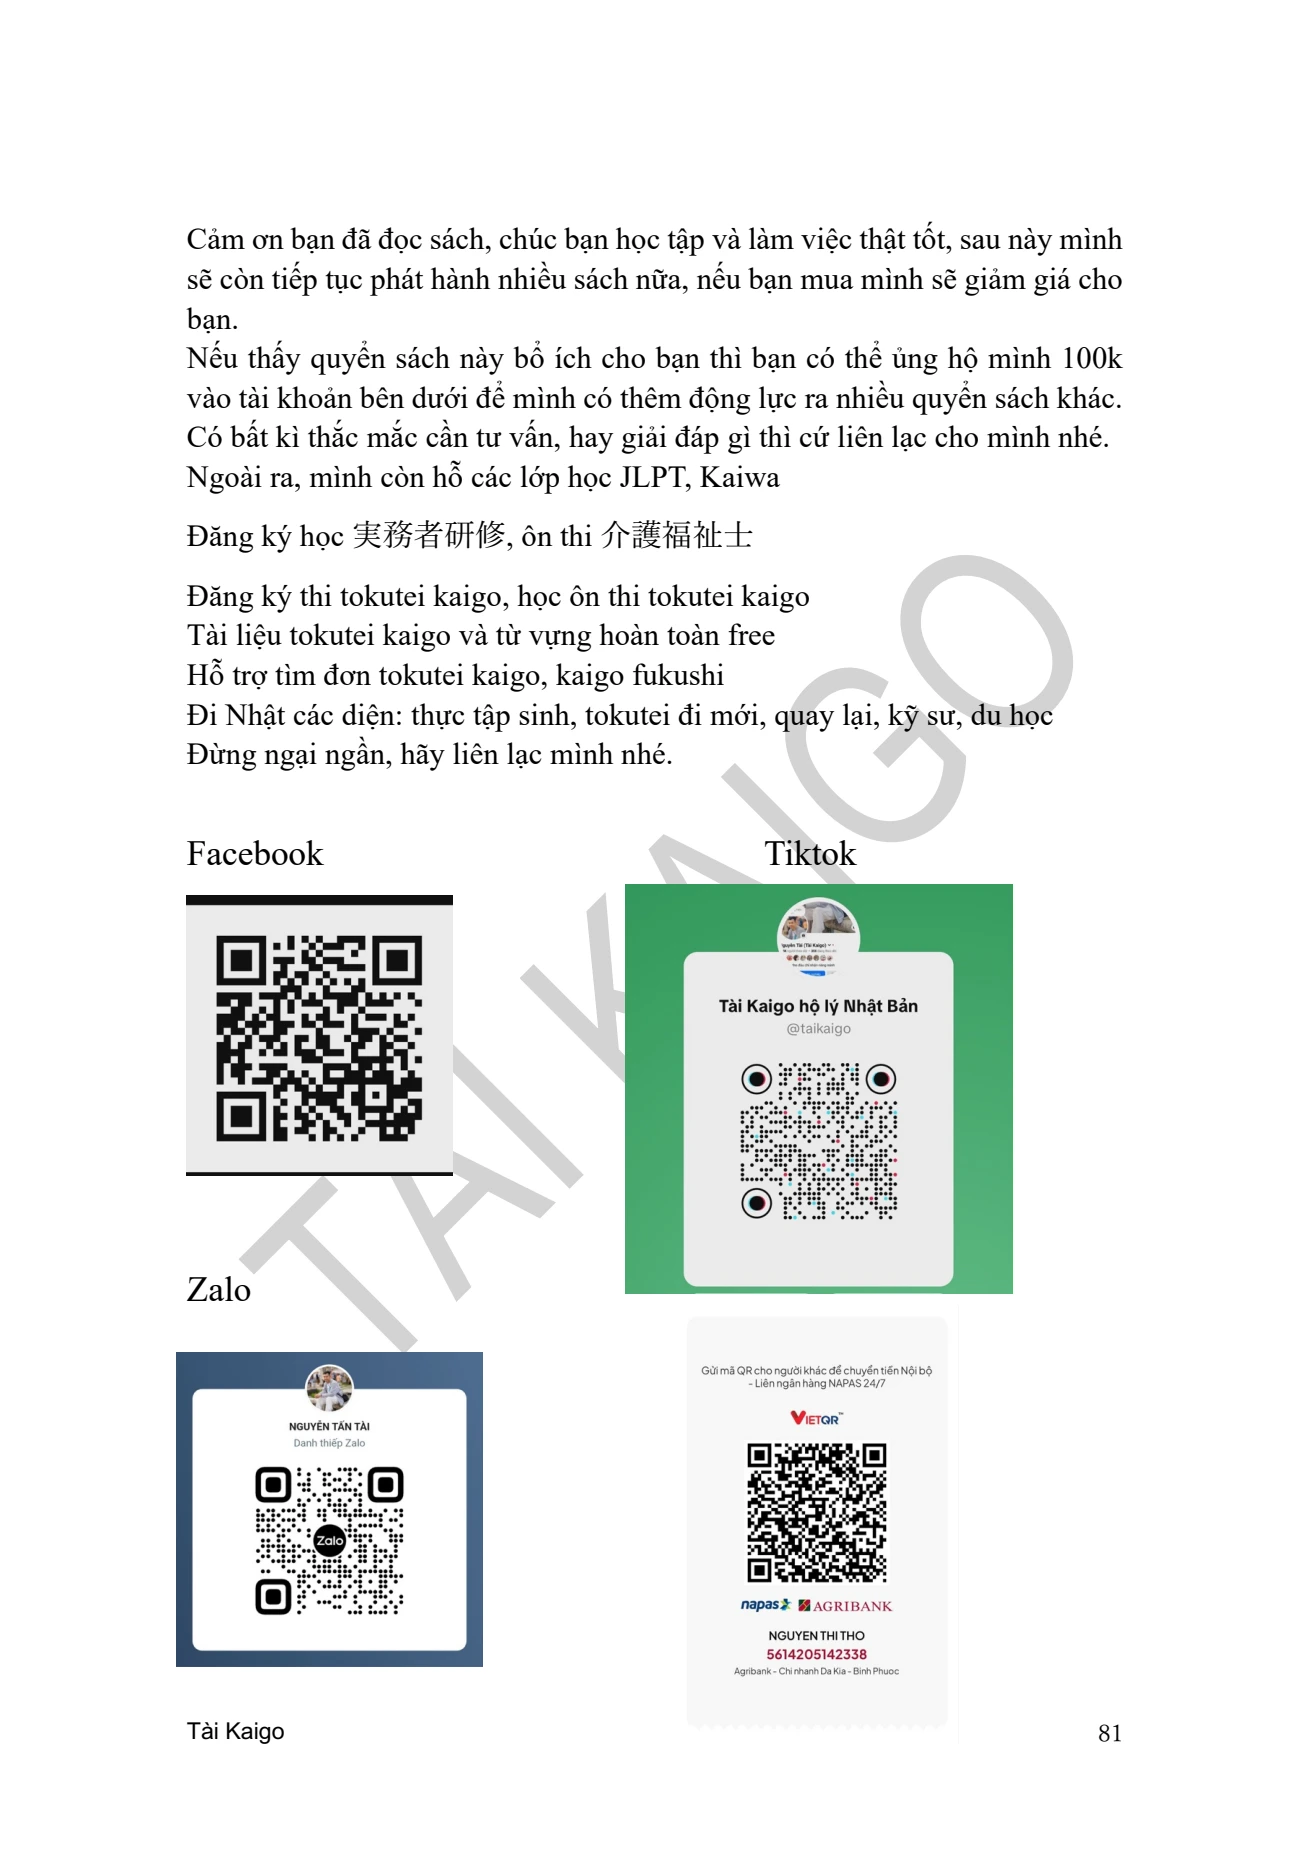 Cảm ơn bạn đã đọc sách, chúc bạn học tập và làm việc thật tốt, sau này mình
sẽ còn tiếp tục phát hành nhiều sách nữa, nếu bạn mua mình sẽ giảm giá cho
bạn.
Nếu thấy quyển sách này bổ ích cho bạn thì bạn có thể ủng hộ mình 100k
vào tài khoản bên dưới để mình có thêm động lực ra nhiều quyển sách khác.
Có bất kì thắc mắc cần tư vấn, hay giải đáp gì thì cứ liên lạc cho mình nhé.
Ngoài ra, mình còn hỗ các lớp học JLPT, Kaiwa
Đăng ký học 実務者研修, ôn thi 介護福祉士
Đăng ký thi tokutei kaigo, học ôn thi tokutei kaigo
Tài liệu tokutei kaigo và từ vựng hoàn toàn free
Hỗ trợ tìm đơn tokutei kaigo, kaigo fukushi
Đi Nhật các diện: thực tập sinh, tokutei đi mới, quay lại, kỹ sư, du học
Đừng ngại ngần, hãy liên lạc mình nhé.
TAI KAIGO
Facebook
Tiktok
Tài Kaigo hộ lý Nhật Bản
@taikaigo
Zalo
NGUYỄN TẤN TÀI
Danh thiếp Zalo
Zalo
Gửi mã QR cho người khác để chuyển tiền Nội bộ
- Liên ngân hàng NAPAS 24/7
VIETQR™
napas AGRIBANK
NGUYEN THI THO
5614205142338
Agribank - Chi nhanh Da Kia - Binh Phuoc
Tài Kaigo
81